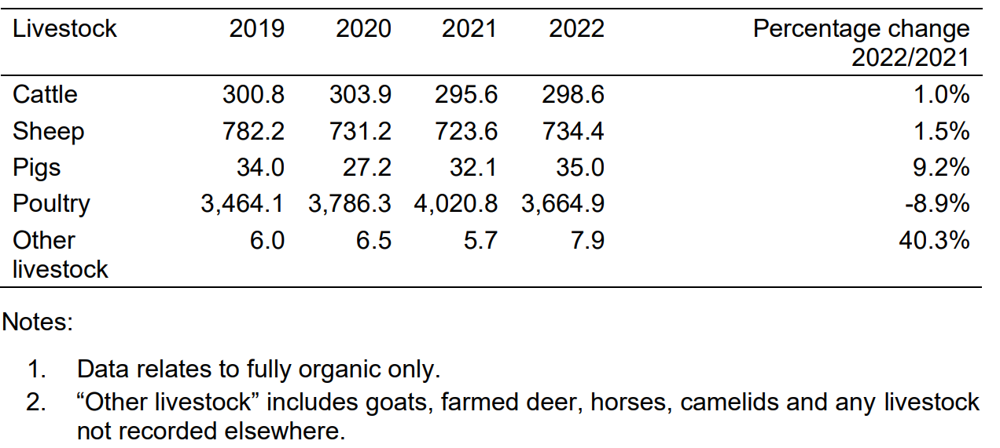 Livestock 2019 2020 2021 2022 Percentage change
2022/2021
Cattle 300.8 303.9 295.6 298.6 1.0%
Sheep 782.2 731.2 723.6 734.4 1.5%
Pigs 34.0 27.2 32.1 35.0 9.2%
Poultry 3,464.1 3,786.3 4,020.8 3,664.9 -8.9%
Other 6.0 6.5 5.7 7.9 40.3%
livestock
Notes:
1. Data relates to fully organic only.
2. “Other livestock” includes goats, farmed deer, horses, camelids and any livestock
not recorded elsewhere.